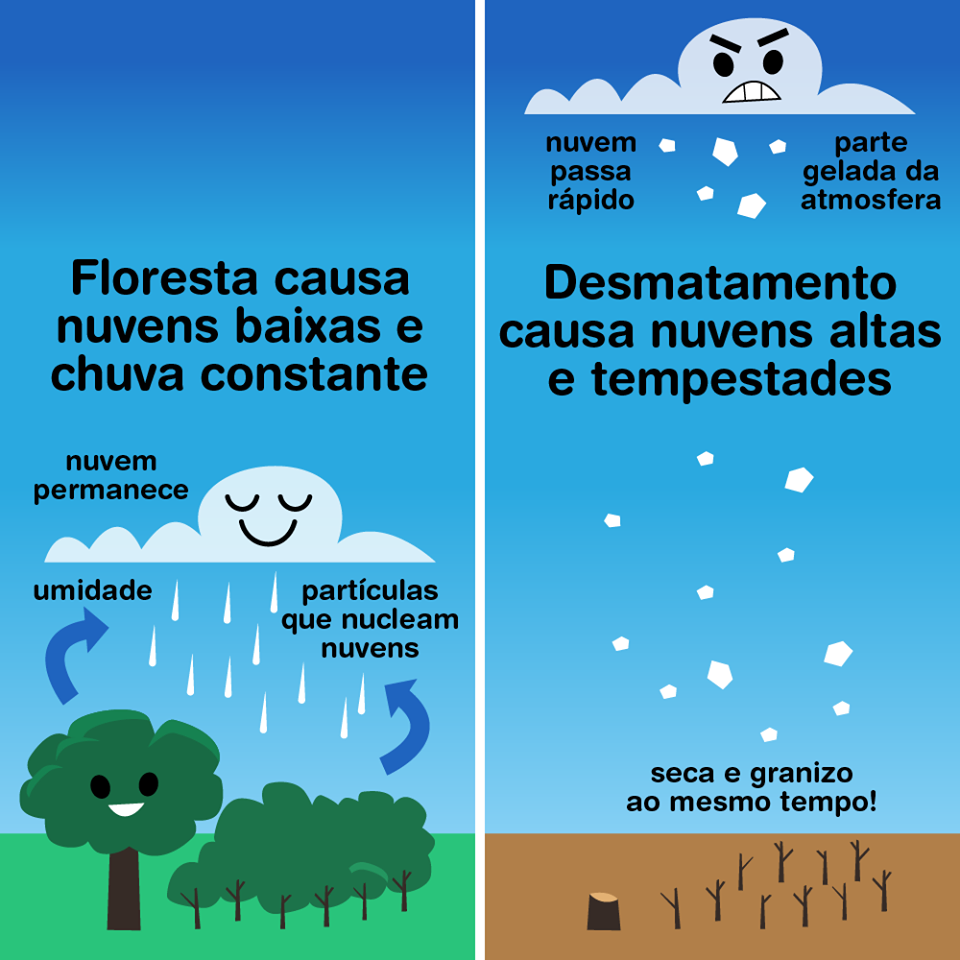 Floresta causa
nuvens baixas e
chuva constante
nuvem
permanece
umidade
partículas
que nucleam
nuvens
nuvem
passa
rápido
parte
gelada da
atmosfera
Desmatamento
causa nuvens altas
e tempestades
seca e granizo
ao mesmo tempo!